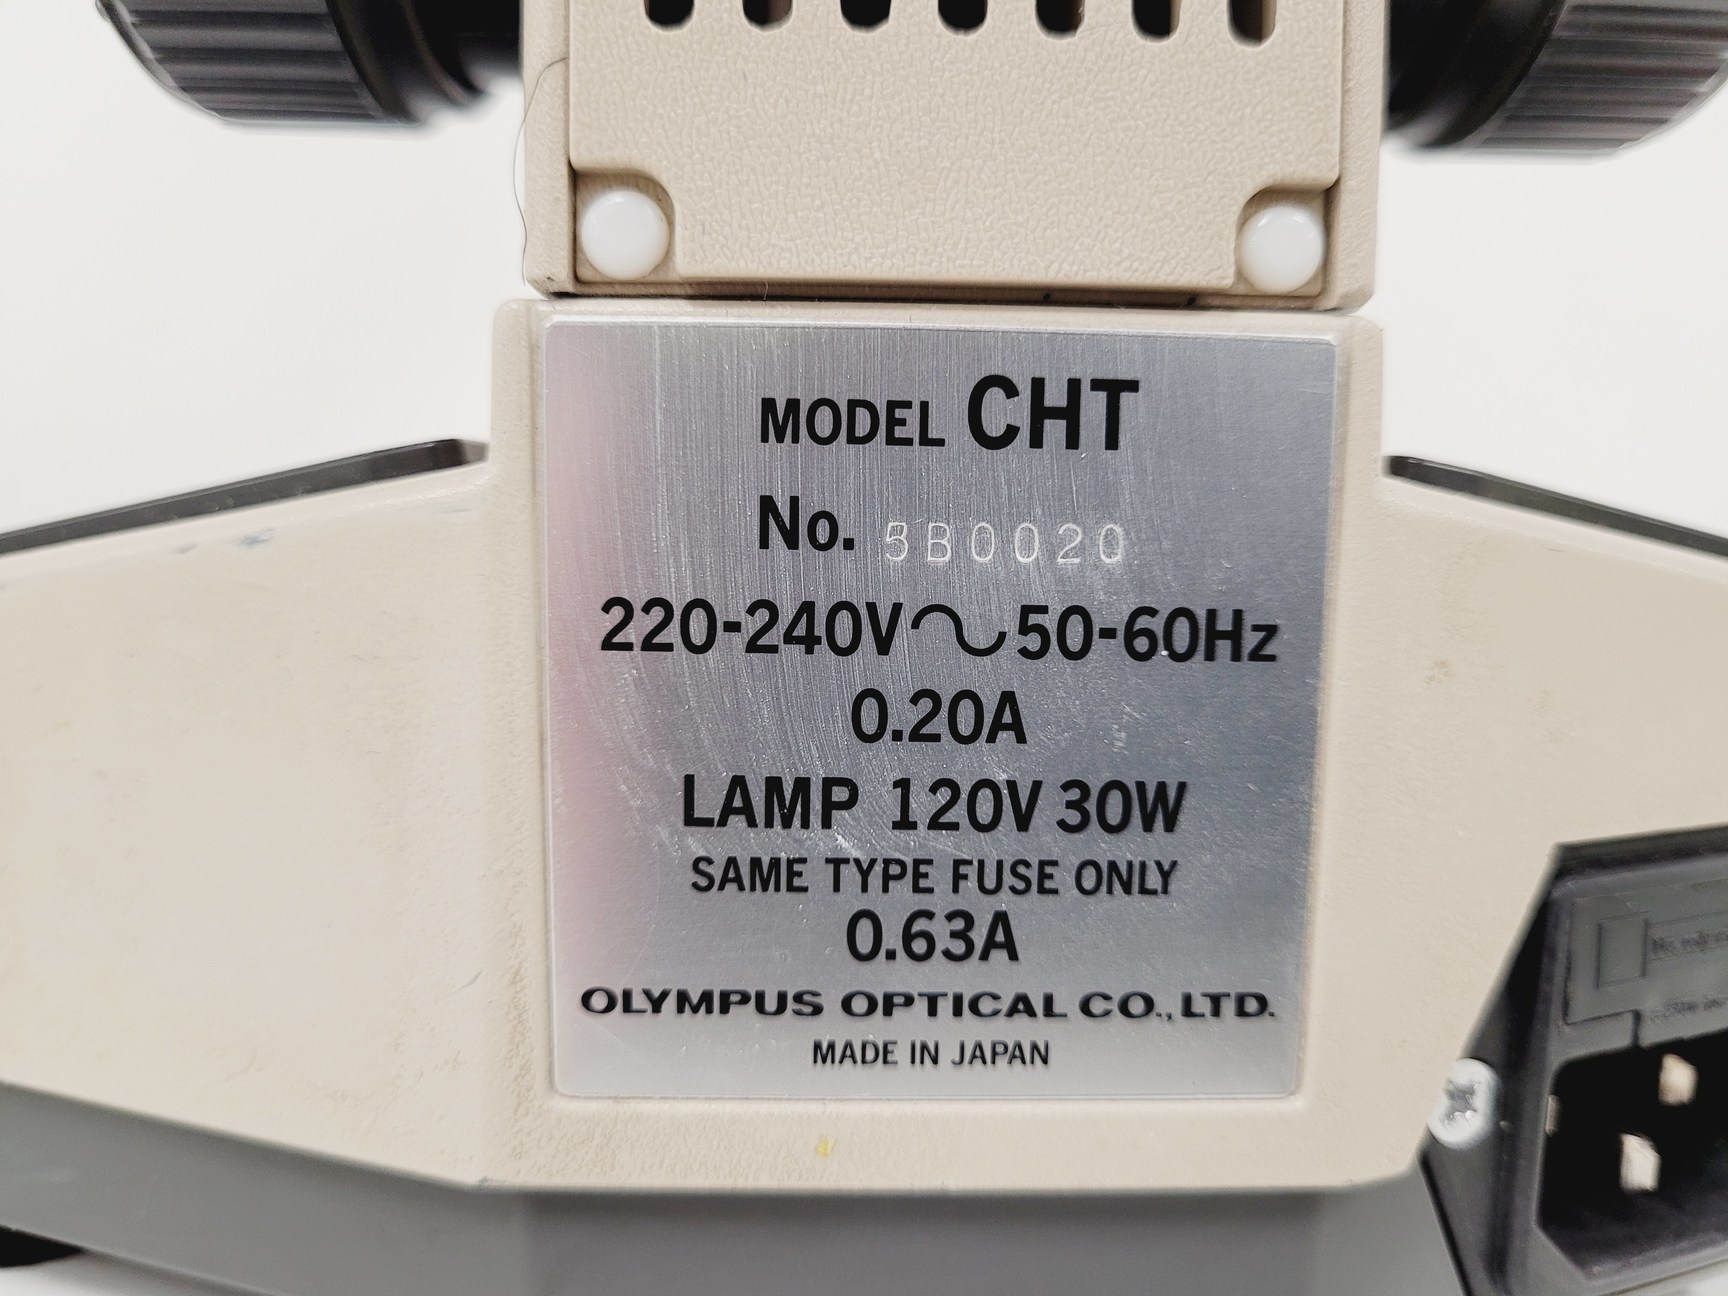 MODEL CHT
No. 5B0020
220-240V∿50-60Hz
0.20A
LAMP 120V 30W
SAME TYPE FUSE ONLY
0.63A
OLYMPUS OPTICAL CO., LTD.
MADE IN JAPAN